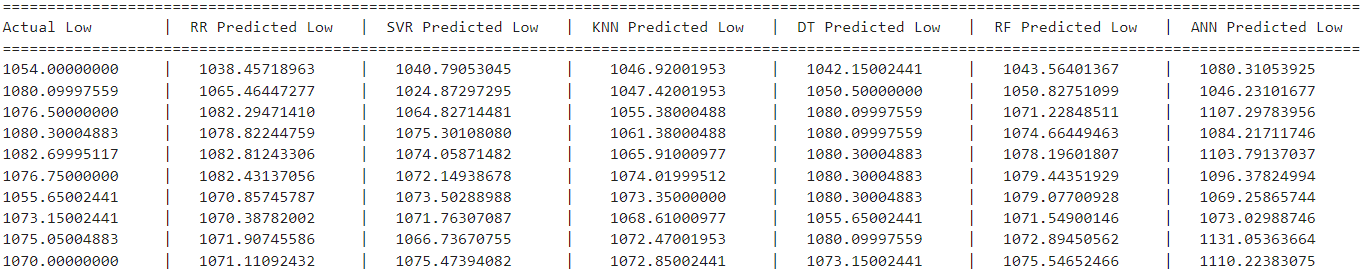 Actual Low | RR Predicted Low | SVR Predicted Low | KNN Predicted Low | DT Predicted Low | RF Predicted Low | ANN Predicted Low
1054.00000000 | 1038.45718963 | 1040.79053045 | 1046.92001953 | 1042.15002441 | 1043.56401367 | 1080.31053925
1080.09997559 | 1065.46447277 | 1024.87297295 | 1047.42001953 | 1050.50000000 | 1050.82751099 | 1046.23101677
1076.50000000 | 1082.29471410 | 1064.82714481 | 1055.38000488 | 1080.09997559 | 1071.22848511 | 1107.29783956
1080.30004883 | 1078.82244759 | 1075.30108080 | 1061.38000488 | 1080.09997559 | 1074.66449463 | 1084.21711746
1082.69995117 | 1082.81243306 | 1074.05871482 | 1065.91000977 | 1080.30004883 | 1078.19601807 | 1103.79137037
1076.75000000 | 1082.43137056 | 1072.14938678 | 1074.01999512 | 1080.30004883 | 1079.44351929 | 1096.37824994
1055.65002441 | 1070.85745787 | 1073.50288988 | 1073.35000000 | 1080.30004883 | 1079.07700928 | 1069.25865744
1073.15002441 | 1070.38782002 | 1071.76307087 | 1068.61000977 | 1055.65002441 | 1071.54900146 | 1073.02988746
1075.05004883 | 1071.90745586 | 1066.73670755 | 1072.47001953 | 1080.09997559 | 1072.89450562 | 1131.05363664
1070.00000000 | 1071.11092432 | 1075.47394082 | 1072.85002441 | 1073.15002441 | 1075.54652466 | 1110.22383075